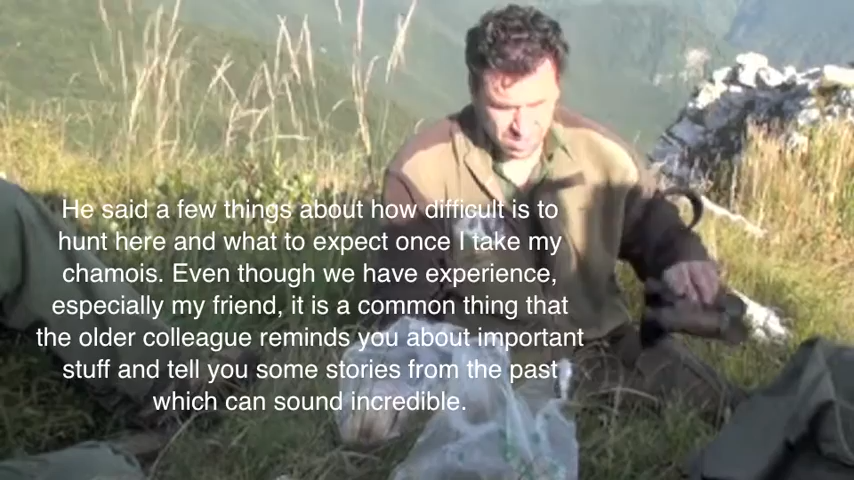 He said a few things about how difficult is to
hunt here and what to expect once I take my
chamois. Even though we have experience,
especially my friend, it is a common thing that
the older colleague reminds you about important
stuff and tell you some stories from the past
which can sound incredible.